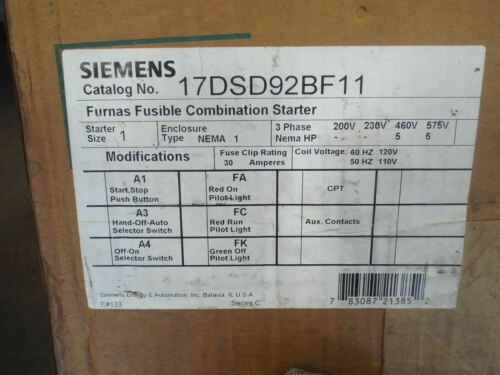 SIEMENS
Catalog No. 17DSD92BF11
Furnas Fusible Combination Starter
Starter Size 1
Enclosure Type NEMA 1
3 Phase 200V 230V 460V 575V
Nema HP - - 5 5
Modifications
Fuse Clip Rating
30 Amperes
Coil Voltage: 60 HZ 120V
50 HZ 110V
A1
Start,Stop
Push Button
FA
Red On
Pilot-Light
CPT
A3
Hand-Off-Auto
Selector Switch
FC
Red Run
Pilot Light
Aux. Contacts
A4
Off-On
Selector Switch
FK
Green Off
Pilot Light
Siemens Energy & Automation, Inc. Batavia, IL U.S.A.
E#133
Series C
7 83087 21385 2